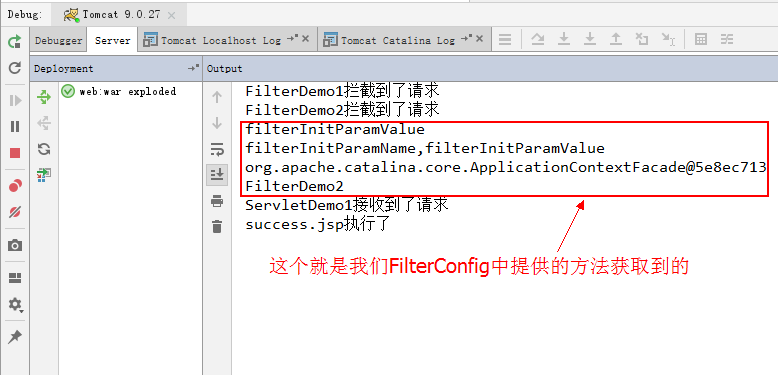 Debug: Tomcat 9.0.27
Debugger Server Tomcat Localhost Log Tomcat Catalina Log
Deployment Output
web:war exploded
FilterDemo1拦截到了请求
FilterDemo2拦截到了请求
filterInitParamValue
filterInitParamName,filterInitParamValue
org.apache.catalina.core.ApplicationContextFacade@5e8ec713
FilterDemo2
ServletDemo1接收到了请求
success.jsp执行了
这个就是我们FilterConfig中提供的方法获取到的